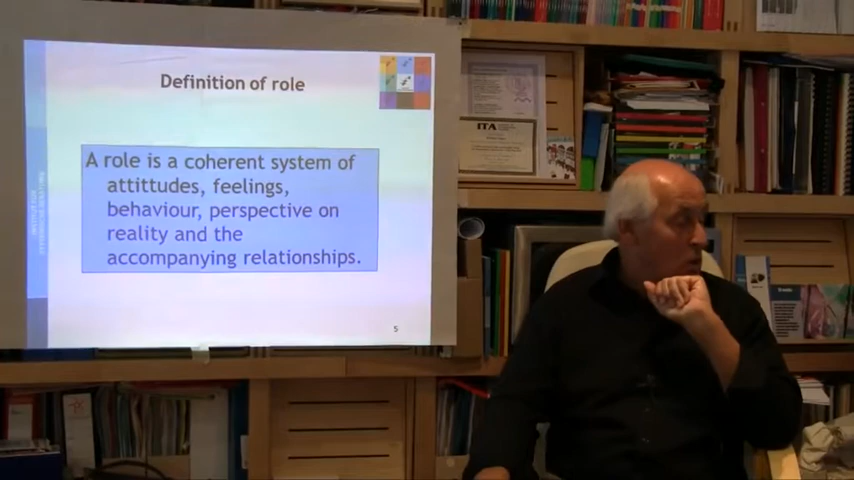 Definition of role
A role is a coherent system of
attitudes, feelings,
behaviour, perspective on
reality and the
accompanying relationships.
5
ITA